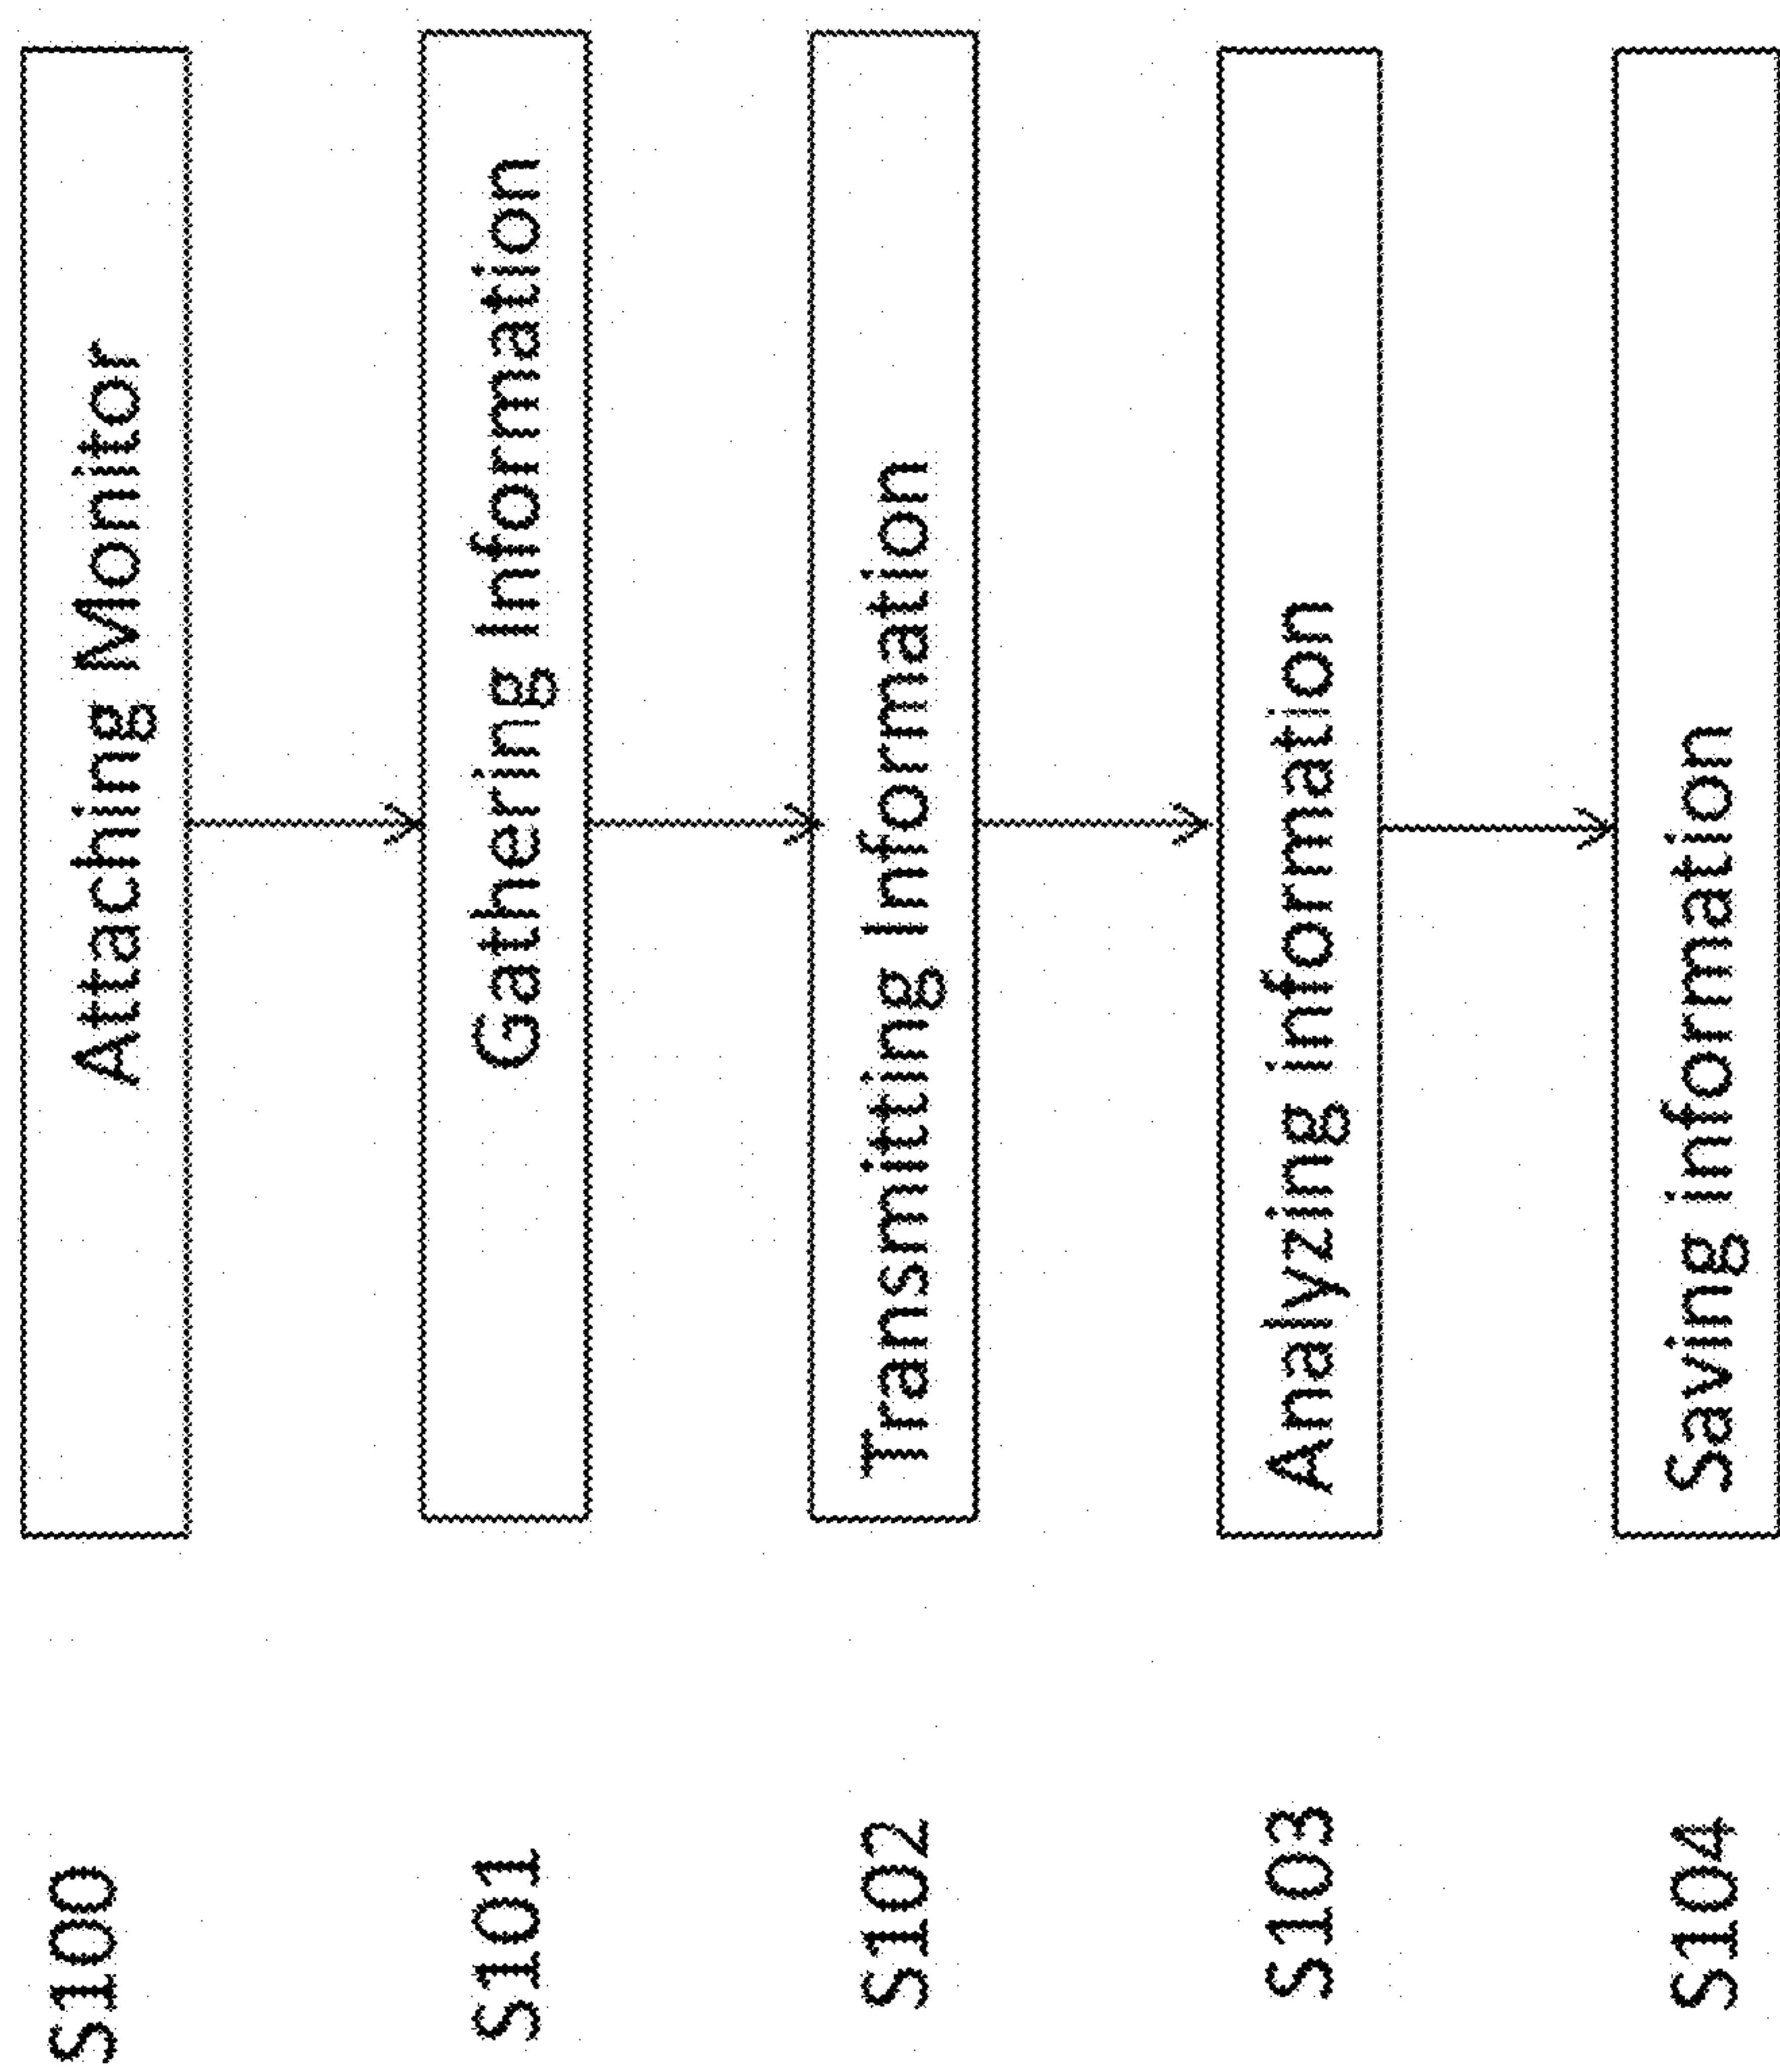 S100 Attaching Monitor
S101 Gathering Information
S102 Transmitting Information
S103 Analyzing information
S104 Saving information